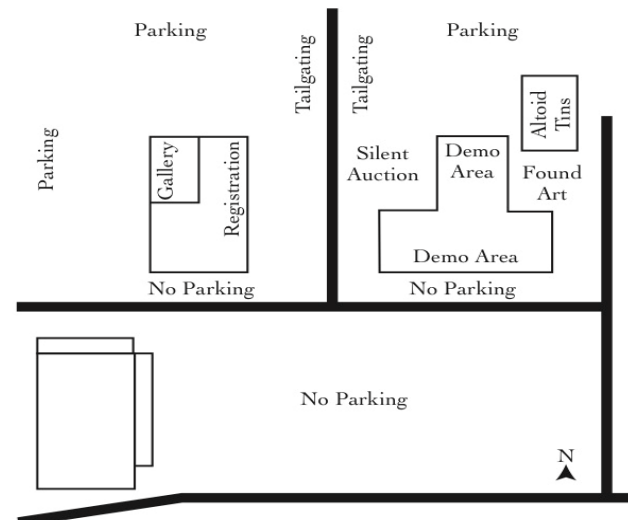 Parking
Parking
Tailgating
Tailgating
Parking
Altoid
Tins
Gallery
Registration
Silent
Auction
Demo
Area
Found
Art
Demo Area
No Parking
No Parking
No Parking
N